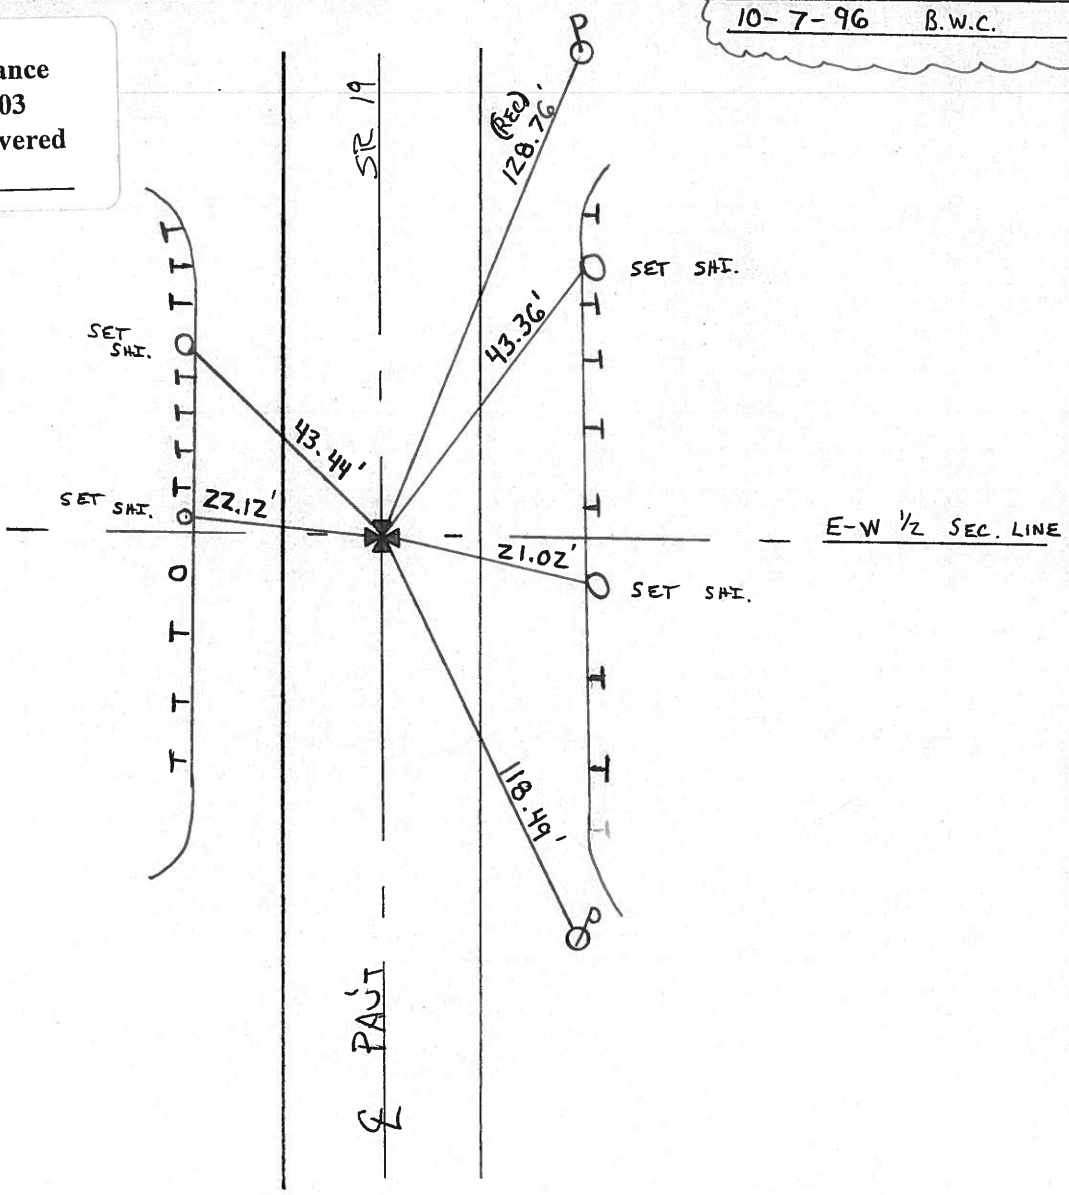 10-7-96 B.W.C.
ance
03
vered
SR 19
P
(REC)
128.76'
SET SHI.
43.36'
SET
SHI.
43.44'
SET SHI.
22.12'
E-W 1/2 SEC. LINE
21.02'
SET SHI.
118.49'
P
℄ PAV'T